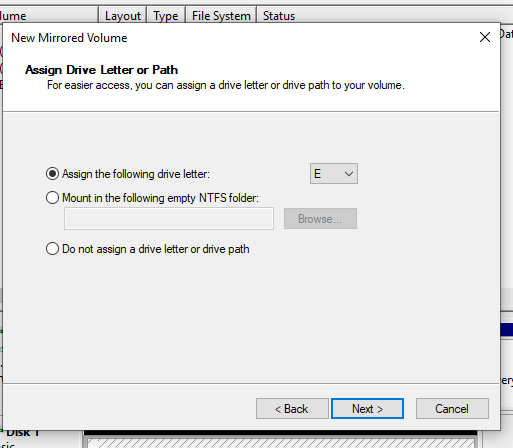 lume Layout Type File System Status
New Mirrored Volume
Assign Drive Letter or Path
For easier access, you can assign a drive letter or drive path to your volume.
Assign the following drive letter: E
Mount in the following empty NTFS folder:
Browse...
Do not assign a drive letter or drive path
< Back Next > Cancel
Disk 1